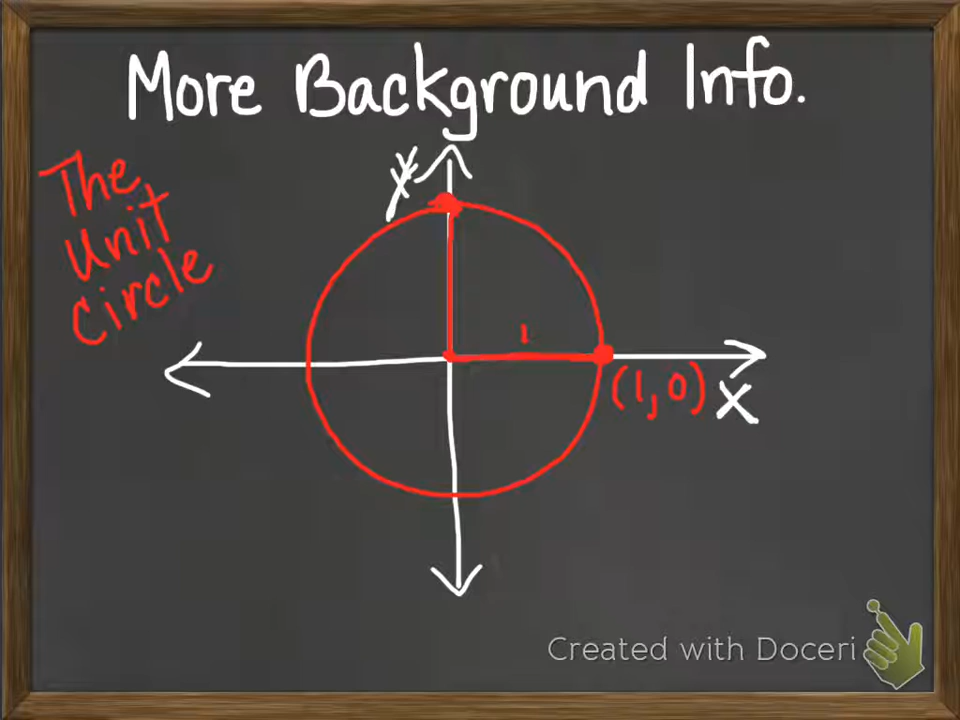 More Background Info.
The
Unit
Circle
y
1
(1,0)
x
Created with Doceri